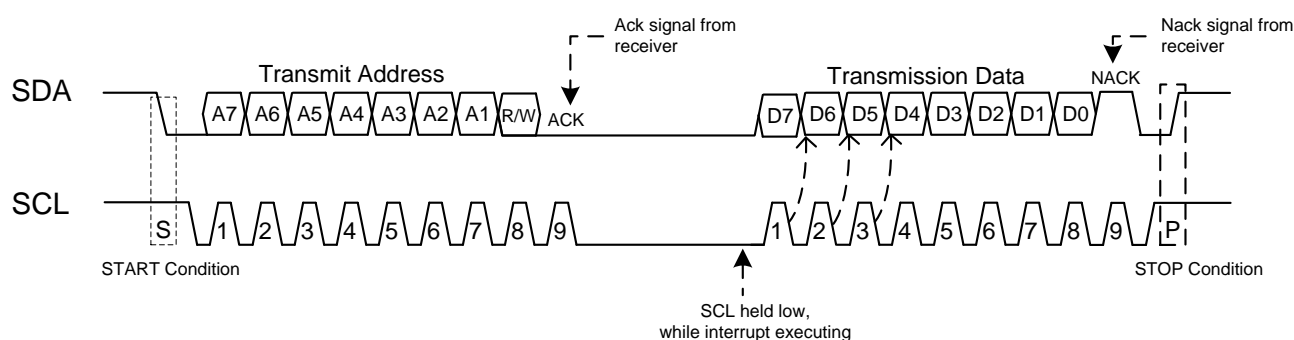 Ack signal from
receiver
Nack signal from
receiver
Transmit Address
Transmission Data
NACK
SDA
A7 A6 A5 A4 A3 A2 A1 R/W ACK D7 D6 D5 D4 D3 D2 D1 D0
SCL
S 1 2 3 4 5 6 7 8 9 1 2 3 4 5 6 7 8 9 P
START Condition
STOP Condition
SCL held low,
while interrupt executing